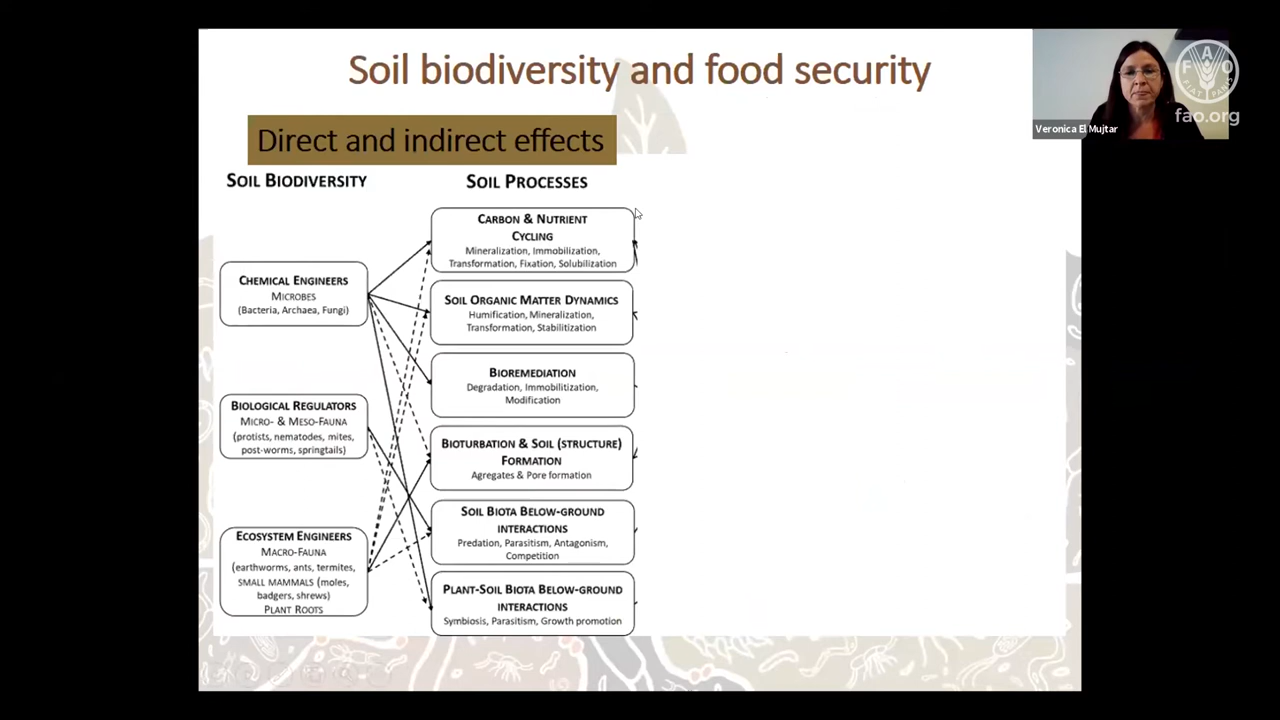 Soil biodiversity and food security
Direct and indirect effects
SOIL BIODIVERSITY
CHEMICAL ENGINEERS
MICROBES
(Bacteria, Archaea, Fungi)
BIOLOGICAL REGULATORS
MICRO- & MESO-FAUNA
(protists, nematodes, mites,
post-worms, springtails)
ECOSYSTEM ENGINEERS
MACRO-FAUNA
(earthworms, ants, termites,
SMALL MAMMALS (moles,
badgers, shrews)
PLANT ROOTS
SOIL PROCESSES
CARBON & NUTRIENT
CYCLING
Mineralization, Immobilization,
Transformation, Fixation, Solubilization
SOIL ORGANIC MATTER DYNAMICS
Humification, Mineralization,
Transformation, Stabilitization
BIOREMEDIATION
Degradation, Immobilitization,
Modification
BIOTURBATION & SOIL (STRUCTURE)
FORMATION
Agregates & Pore formation
SOIL BIOTA BELOW-GROUND
INTERACTIONS
Predation, Parasitism, Antagonism,
Competition
PLANT-SOIL BIOTA BELOW-GROUND
INTERACTIONS
Symbiosis, Parasitism, Growth promotion
Veronica El Mujtar
F A O
FIAT PANIS
fao.org